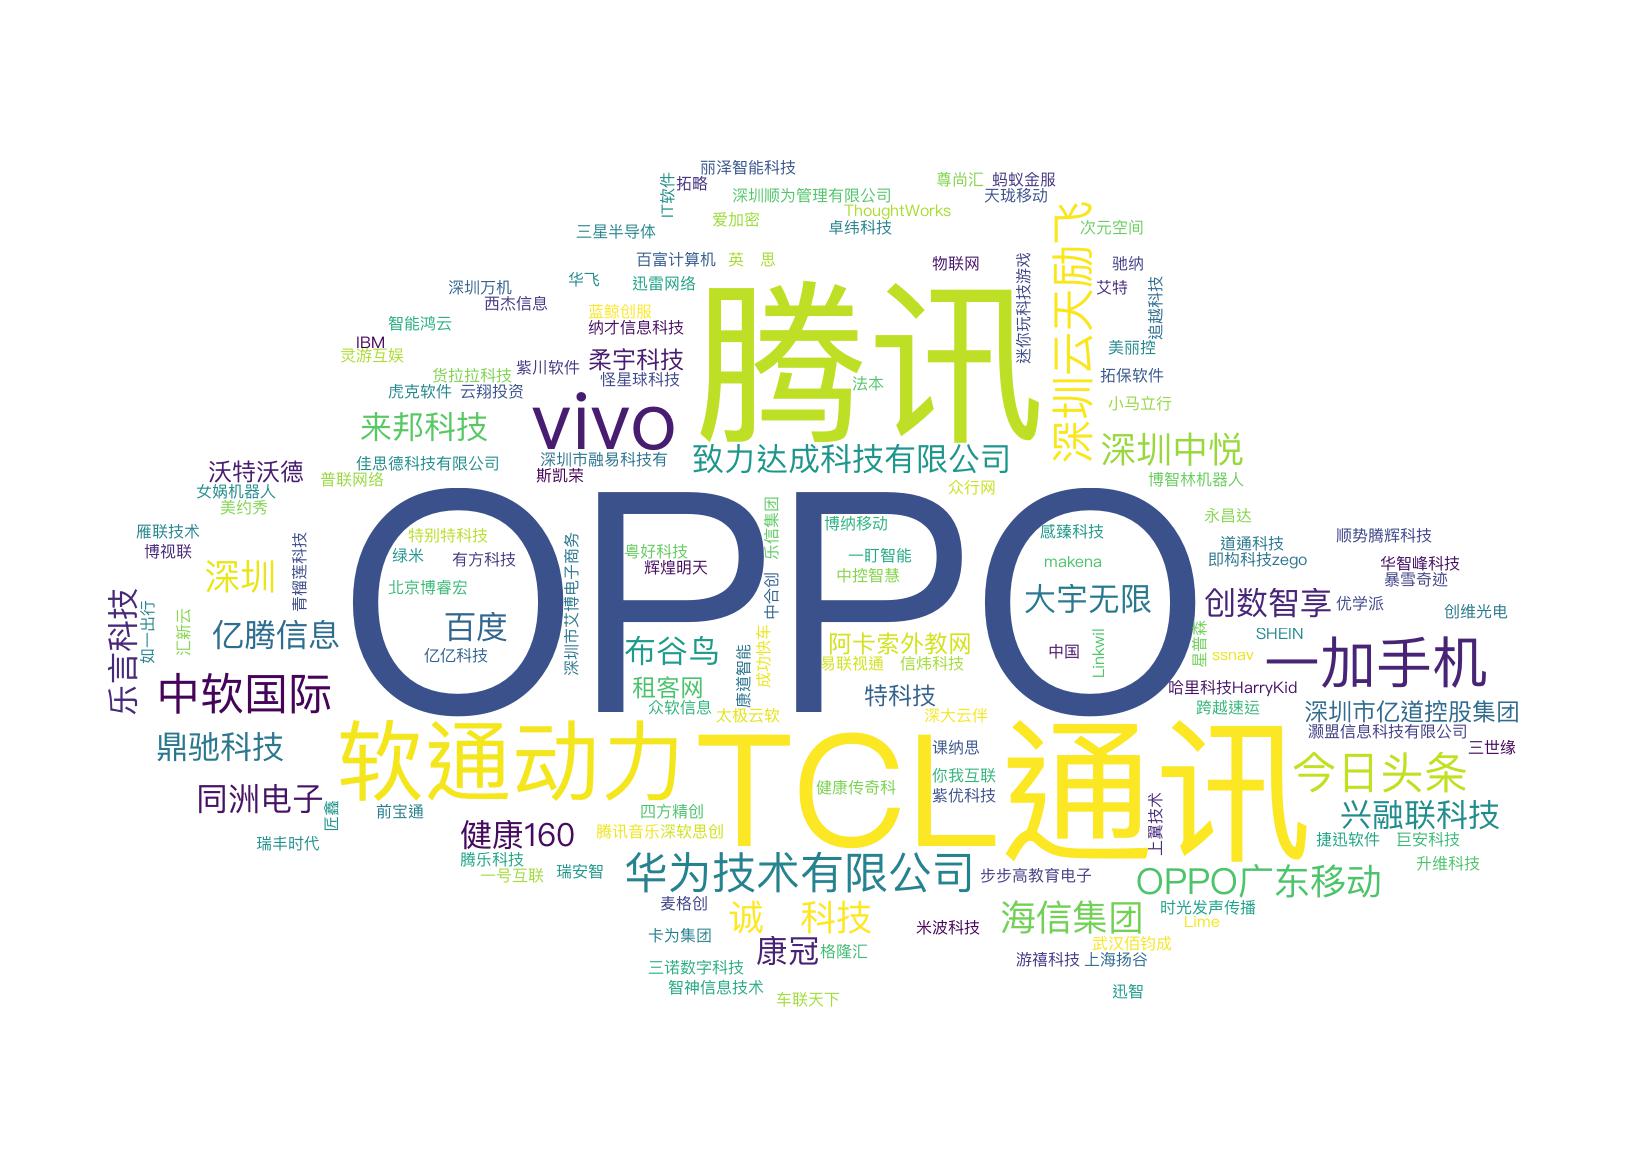 丽泽智能科技
IT软件
拓略
尊尚汇
蚂蚁金服
深圳顺为管理有限公司
天珑移动
爱加密
ThoughtWorks
卓纬科技
三星半导体
深圳云天励飞
次元空间
百富计算机
英 思
物联网
迷你玩科技游戏
驰纳
华飞
迅雷网络
艾特
追越科技
深圳万机
西杰信息
腾讯
智能鸿云
蓝鲸创服
纳才信息科技
IBM
灵游互娱
柔宇科技
美丽控
货拉拉科技
紫川软件
怪星球科技
法本
拓保软件
虎克软件
云翔投资
小马立行
vivo
来邦科技
致力达成科技有限公司
深圳中悦
沃特沃德
佳思德科技有限公司
深圳市融易科技有
斯凯荣
普联网络
女娲机器人
美约秀
众行网
博智林机器人
OPPO
雁联技术
博视联
青榴莲科技
特别特科技
绿米
有方科技
深圳市艾博电子商务
粤好科技
辉煌明天
乐信集团
博纳移动
一盯智能
中控智慧
感臻科技
makena
永昌达
道通科技
即构科技zego
顺势腾辉科技
华智峰科技
暴雪奇迹
深圳
北京博睿宏
中合创
大宇无限
创数智享
优学派
创维光电
乐言科技
如一出行
汇新云
亿腾信息
百度
亿亿科技
布谷鸟
康道智能
成功快车
阿卡索外教网
易联视通
信炜科技
中国
Linkwil
星普森
SHEIN
ssnav
一加手机
中软国际
租客网
众软信息
特科技
哈里科技HarryKid
跨越速运
太极云软
深大云伴
深圳市亿道控股集团
灏盟信息科技有限公司
鼎驰科技
软通动力
TCL通讯
课纳思
三世缘
你我互联
健康传奇科
紫优科技
今日头条
同洲电子
匠鑫
前宝通
四方精创
上翼技术
兴融联科技
瑞丰时代
健康160
腾讯音乐深软思创
捷迅软件
巨安科技
腾乐科技
一号互联
瑞安智
华为技术有限公司
步步高教育电子
OPPO广东移动
升维科技
麦格创
诚 科技
米波科技
海信集团
时光发声传播
Lime
卡为集团
康冠
格隆汇
武汉佰钧成
三诺数字科技
游禧科技
上海扬谷
智神信息技术
车联天下
迅智